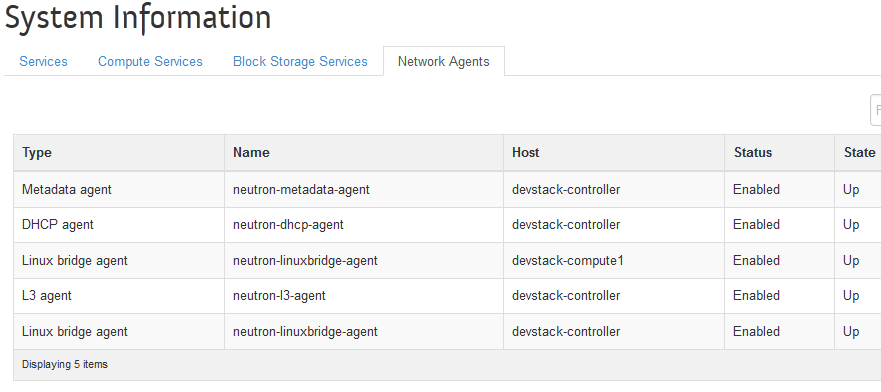 System Information
Services Compute Services Block Storage Services Network Agents
Type Name Host Status State
Metadata agent neutron-metadata-agent devstack-controller Enabled Up
DHCP agent neutron-dhcp-agent devstack-controller Enabled Up
Linux bridge agent neutron-linuxbridge-agent devstack-compute1 Enabled Up
L3 agent neutron-l3-agent devstack-controller Enabled Up
Linux bridge agent neutron-linuxbridge-agent devstack-controller Enabled Up
Displaying 5 items